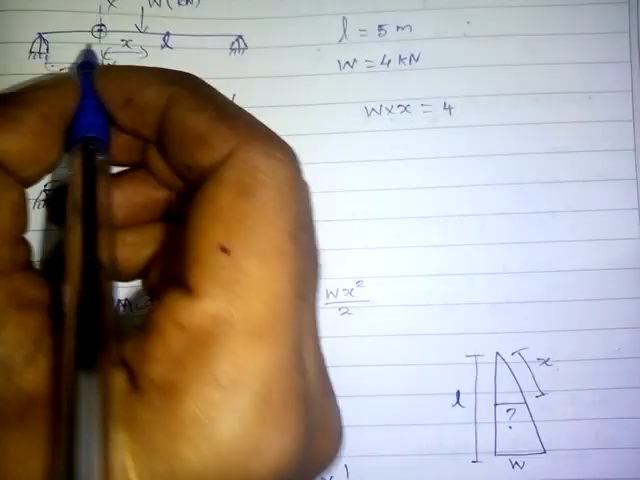 x W(kN)
x l
l = 5 m
W = 4 kN
W×x = 4
Wx²
2
x
l
?
W